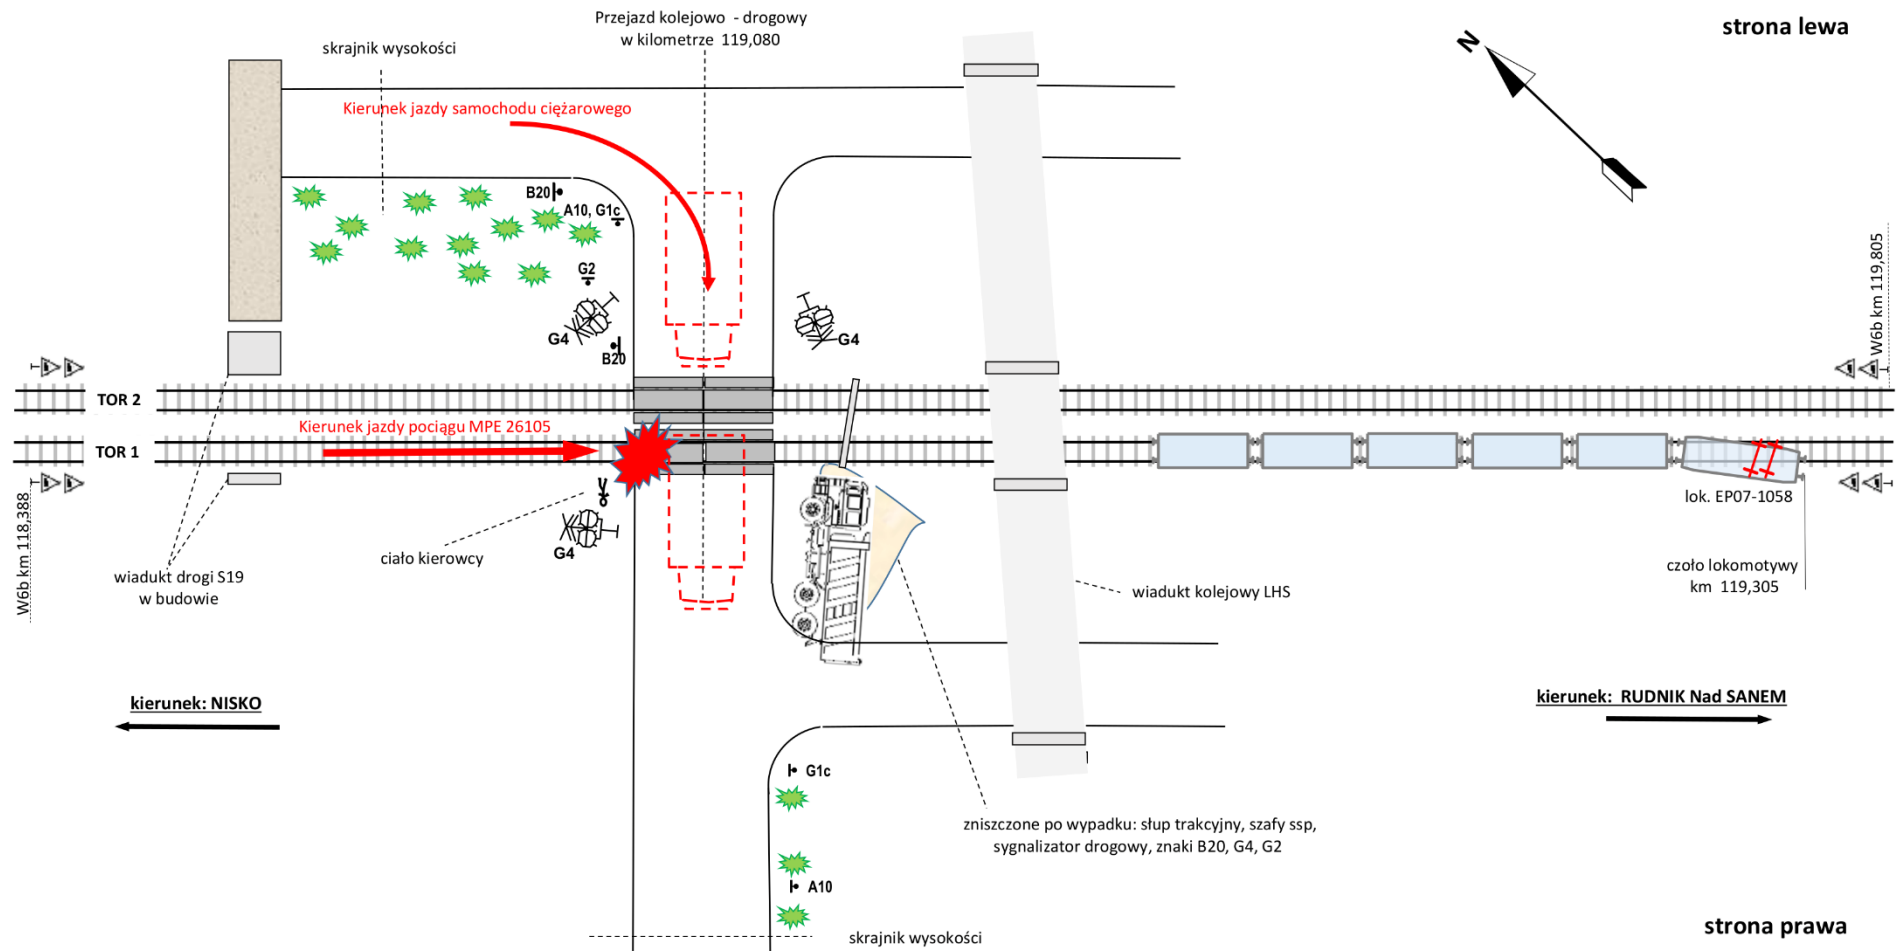 Przejazd kolejowo - drogowy
w kilometrze 119,080
strona lewa
skrajnik wysokości
N
Kierunek jazdy samochodu ciężarowego
B20
A10, G1c
G2
G4
B20
G4
W6b km 119,805
TOR 2
Kierunek jazdy pociągu MPE 26105
TOR 1
W6b km 118,388
lok. EP07-1058
G4
ciało kierowcy
wiadukt drogi S19
w budowie
czoło lokomotywy
km 119,305
wiadukt kolejowy LHS
kierunek: NISKO
kierunek: RUDNIK Nad SANEM
G1c
zniszczone po wypadku: słup trakcyjny, szafy ssp,
sygnalizator drogowy, znaki B20, G4, G2
A10
skrajnik wysokości
strona prawa